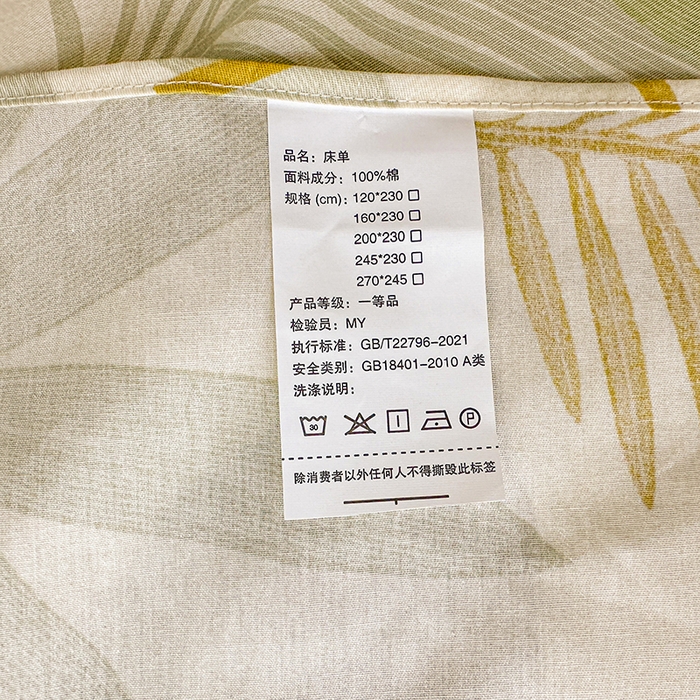 品名：床单
面料成分：100%棉
规格 (cm)：120*230 □
160*230 □
200*230 □
245*230 □
270*245 □
产品等级：一等品
检验员：MY
执行标准：GB/T22796-2021
安全类别：GB18401-2010 A类
洗涤说明：
30 P
除消费者以外任何人不得撕毁此标签